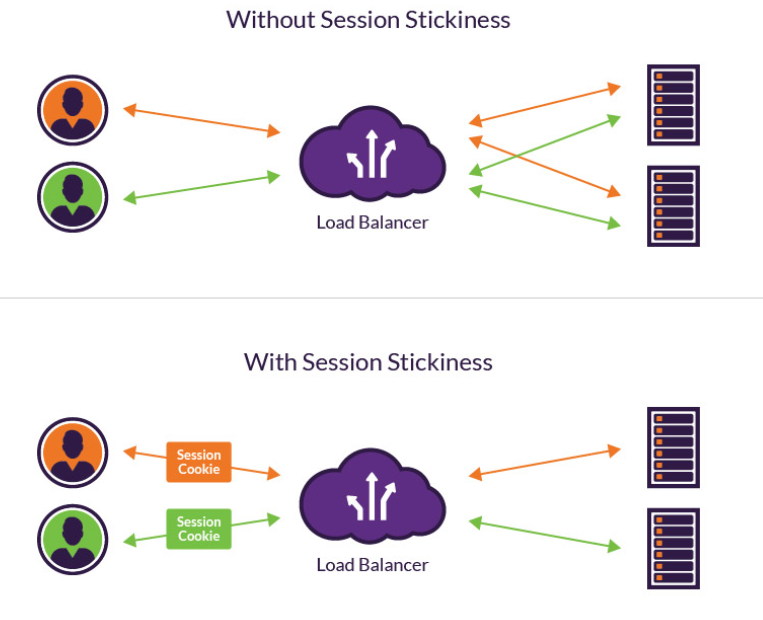 Without Session Stickiness
Load Balancer
With Session Stickiness
Session
Cookie
Session
Cookie
Load Balancer